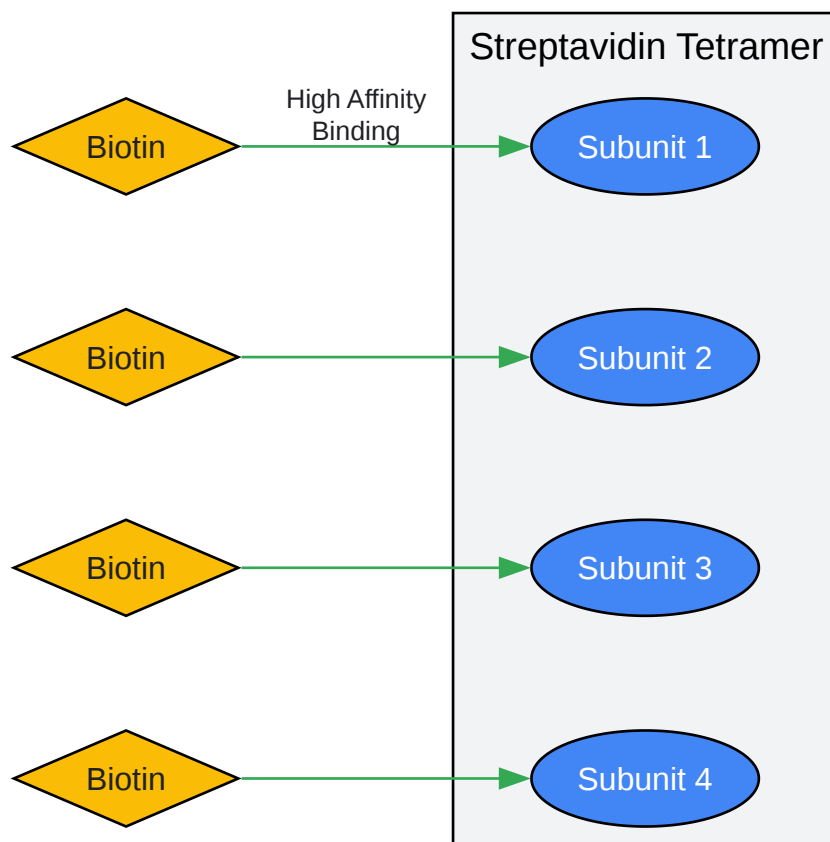 Streptavidin Tetramer
High Affinity
Binding
Biotin
Subunit 1
Biotin
Subunit 2
Biotin
Subunit 3
Biotin
Subunit 4